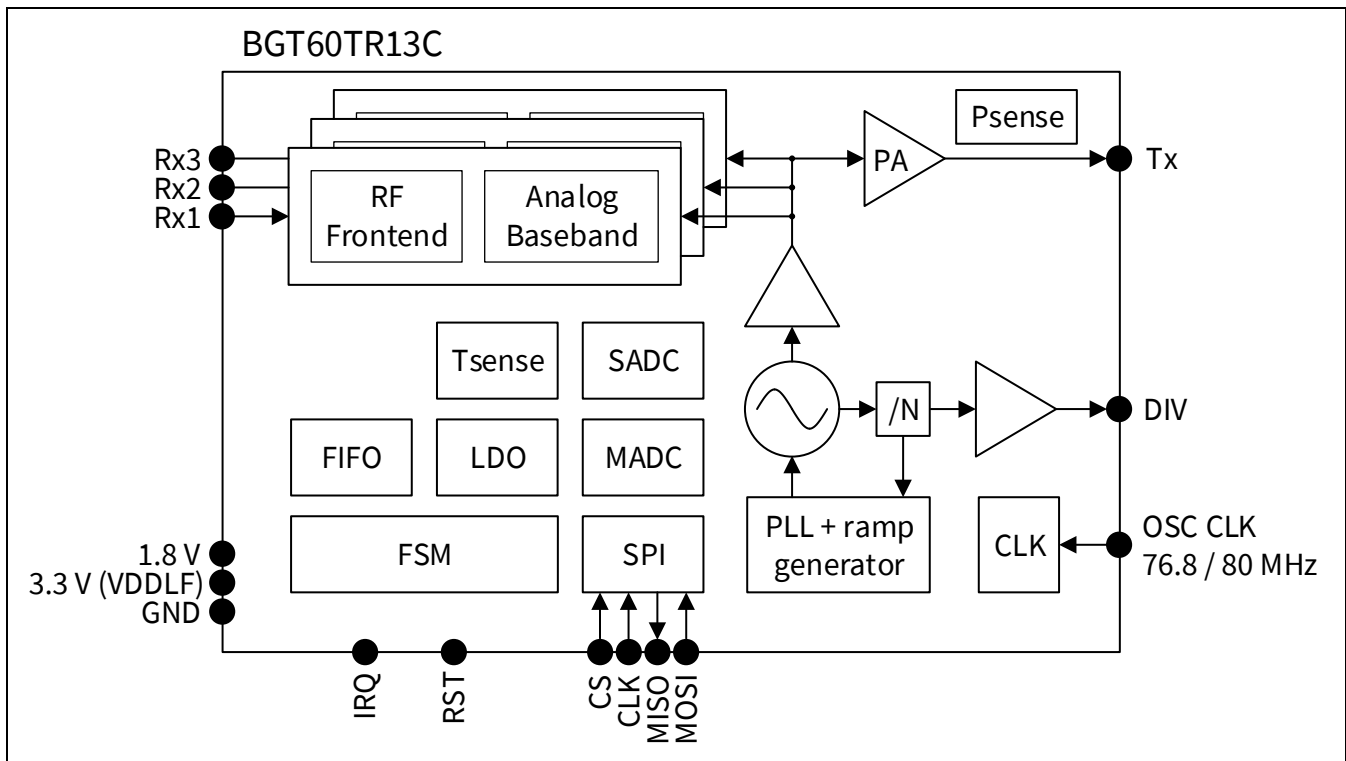 BGT60TR13C
Psense
Rx3
Rx2
Rx1
RF
Frontend
Analog
Baseband
PA
Tx
Tsense
SADC
/N
DIV
FIFO
LDO
MADC
PLL + ramp
generator
CLK
OSC CLK
76.8 / 80 MHz
FSM
SPI
1.8 V
3.3 V (VDDLF)
GND
IRQ
RST
CS
CLK
MISO
MOSI